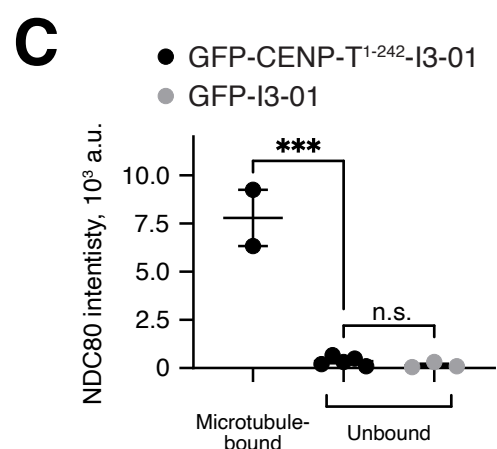 C
GFP-CENP-T¹⁻²⁴²-I3-01
GFP-I3-01
NDC80 intentisty, 10³ a.u.
10.0
7.5
5.0
2.5
0
***
n.s.
Microtubule-
bound
Unbound